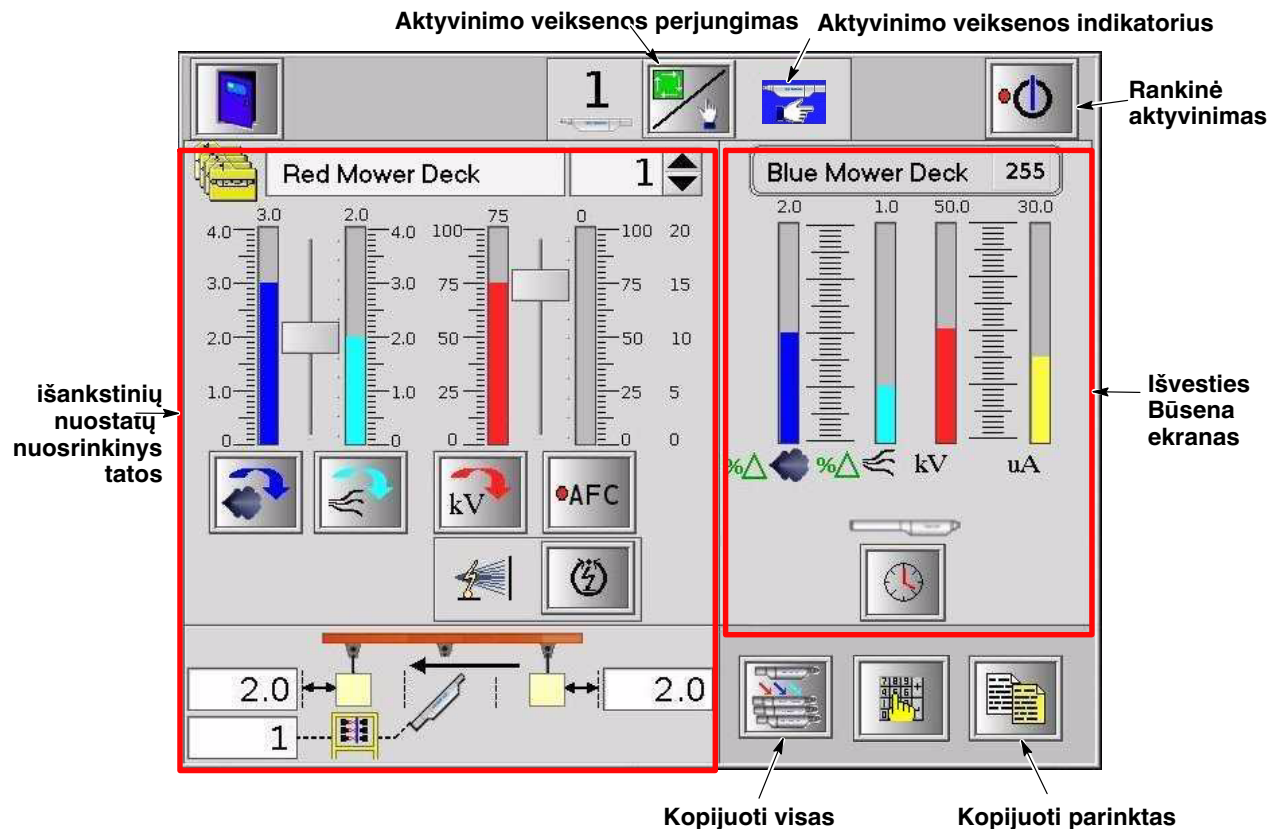 Aktyvinimo veiksenos perjungimas
Aktyvinimo veiksenos indikatorius
1
Rankinė
aktyvinimas
Red Mower Deck
1
Blue Mower Deck
255
3.0
2.0
75
0
4.0
4.0
100
100
20
3.0
3.0
75
75
15
2.0
2.0
50
50
10
1.0
1.0
25
25
5
0
0
0
0
0
2.0
1.0
50.0
30.0
išankstinių
nuostatų
nuosrinkinys
tatos
Išvesties
Būsena
ekranas
%△
%△
kV
uA
kV
AFC
2.0
2.0
1
Kopijuoti visas
Kopijuoti parinktas